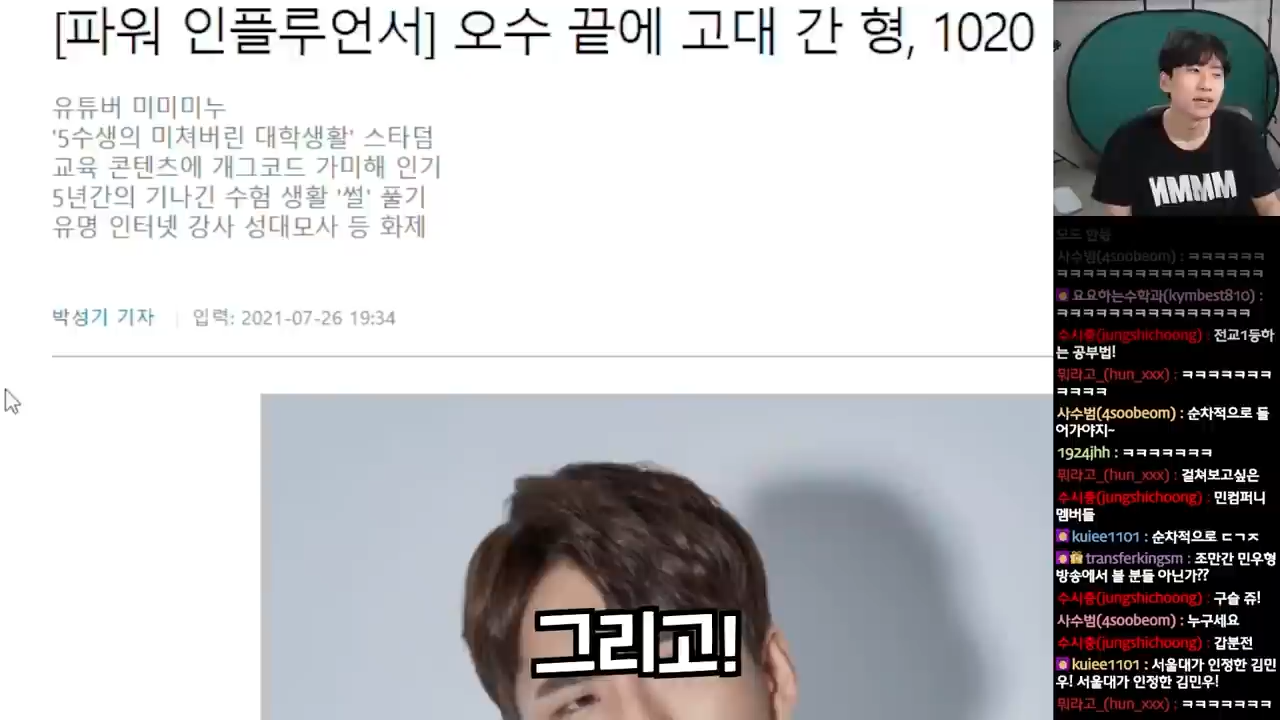 [파워 인플루언서] 오수 끝에 고대 간 형, 1020
유튜버 미미미누
'5수생의 미쳐버린 대학생활' 스타덤
교육 콘텐츠에 개그코드 가미해 인기
5년간의 기나긴 수험 생활 '썰' 풀기
유명 인터넷 강사 성대모사 등 화제
박성기 기자
입력: 2021-07-26 19:34
그리고!
사수범(4soobeom) : ㅋㅋㅋㅋㅋㅋ
ㅋㅋㅋㅋㅋㅋㅋㅋㅋㅋㅋㅋㅋㅋㅋㅋ
요요하는수학과(kymbest810) :
ㅋㅋㅋㅋㅋㅋㅋㅋㅋㅋㅋㅋㅋㅋㅋ
수시충(jungshichoong) : 전교1등하
는 공부법!
뭐라고_(hun_xxx) : ㅋㅋㅋㅋㅋㅋㅋ
ㅋㅋㅋㅋ
사수범(4soobeom) : 순차적으로 들
어가야지~
1924jhh : ㅋㅋㅋㅋㅋㅋㅋ
뭐라고_(hun_xxx) : 걸쳐보고싶은
수시충(jungshichoong) : 민컴퍼니
멤버들
kuiee1101 : 순차적으로 ㄷㄱㅈ
transferkingsm : 조만간 민우형
방송에서 볼 분들 아닌가??
수시충(jungshichoong) : 구슬 쥬!
사수범(4soobeom) : 누구세요
수시충(jungshichoong) : 갑분전
kuiee1101 : 서울대가 인정한 김민
우! 서울대가 인정한 김민우!
뭐라고_(hun_xxx) : ㅋㅋㅋㅋㅋㅋㅋ